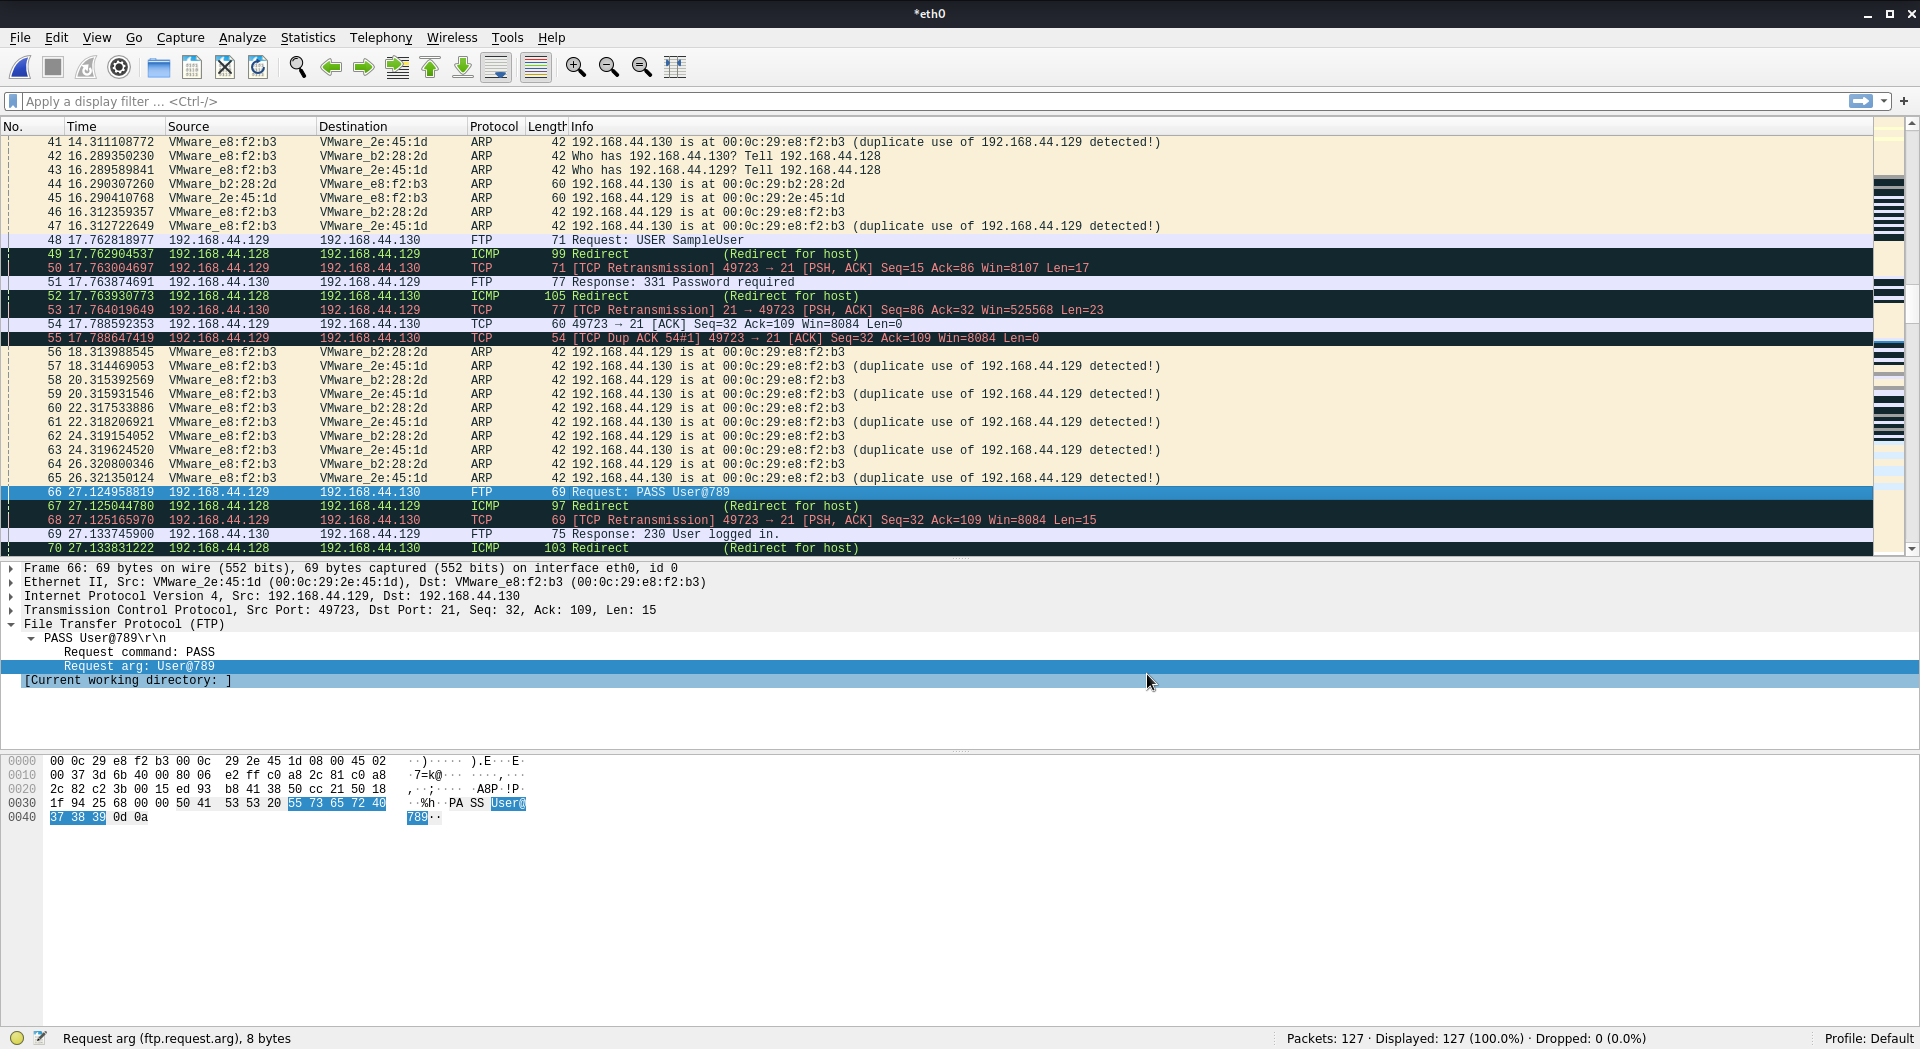 *eth0
File Edit View Go Capture Analyze Statistics Telephony Wireless Tools Help
Apply a display filter ... <Ctrl-/>
No. Time Source Destination Protocol Length Info
41 14.311108772 VMware_e8:f2:b3 VMware_2e:45:1d ARP 42 192.168.44.130 is at 00:0c:29:e8:f2:b3 (duplicate use of 192.168.44.129 detected!)
42 16.289350230 VMware_e8:f2:b3 VMware_b2:28:2d ARP 42 Who has 192.168.44.130? Tell 192.168.44.128
43 16.289589841 VMware_e8:f2:b3 VMware_2e:45:1d ARP 42 Who has 192.168.44.129? Tell 192.168.44.128
44 16.290307260 VMware_b2:28:2d VMware_e8:f2:b3 ARP 60 192.168.44.130 is at 00:0c:29:b2:28:2d
45 16.290410768 VMware_2e:45:1d VMware_e8:f2:b3 ARP 60 192.168.44.129 is at 00:0c:29:2e:45:1d
46 16.312359357 VMware_e8:f2:b3 VMware_b2:28:2d ARP 42 192.168.44.129 is at 00:0c:29:e8:f2:b3
47 16.312722649 VMware_e8:f2:b3 VMware_2e:45:1d ARP 42 192.168.44.130 is at 00:0c:29:e8:f2:b3 (duplicate use of 192.168.44.129 detected!)
48 17.762818977 192.168.44.129 192.168.44.130 FTP 71 Request: USER SampleUser
49 17.762904537 192.168.44.128 192.168.44.129 ICMP 99 Redirect (Redirect for host)
50 17.763004697 192.168.44.129 192.168.44.130 TCP 71 [TCP Retransmission] 49723 → 21 [PSH, ACK] Seq=15 Ack=86 Win=8107 Len=17
51 17.763874691 192.168.44.130 192.168.44.129 FTP 77 Response: 331 Password required
52 17.763930773 192.168.44.128 192.168.44.130 ICMP 105 Redirect (Redirect for host)
53 17.764019649 192.168.44.130 192.168.44.129 TCP 77 [TCP Retransmission] 21 → 49723 [PSH, ACK] Seq=86 Ack=32 Win=525568 Len=23
54 17.788592353 192.168.44.129 192.168.44.130 TCP 60 49723 → 21 [ACK] Seq=32 Ack=109 Win=8084 Len=0
55 17.788647419 192.168.44.129 192.168.44.130 TCP 54 [TCP Dup ACK 54#1] 49723 → 21 [ACK] Seq=32 Ack=109 Win=8084 Len=0
56 18.313988545 VMware_e8:f2:b3 VMware_b2:28:2d ARP 42 192.168.44.129 is at 00:0c:29:e8:f2:b3
57 18.314469053 VMware_e8:f2:b3 VMware_2e:45:1d ARP 42 192.168.44.130 is at 00:0c:29:e8:f2:b3 (duplicate use of 192.168.44.129 detected!)
58 20.315392569 VMware_e8:f2:b3 VMware_b2:28:2d ARP 42 192.168.44.129 is at 00:0c:29:e8:f2:b3
59 20.315931546 VMware_e8:f2:b3 VMware_2e:45:1d ARP 42 192.168.44.130 is at 00:0c:29:e8:f2:b3 (duplicate use of 192.168.44.129 detected!)
60 22.317533886 VMware_e8:f2:b3 VMware_b2:28:2d ARP 42 192.168.44.129 is at 00:0c:29:e8:f2:b3
61 22.318206921 VMware_e8:f2:b3 VMware_2e:45:1d ARP 42 192.168.44.130 is at 00:0c:29:e8:f2:b3 (duplicate use of 192.168.44.129 detected!)
62 24.319154052 VMware_e8:f2:b3 VMware_b2:28:2d ARP 42 192.168.44.129 is at 00:0c:29:e8:f2:b3
63 24.319624520 VMware_e8:f2:b3 VMware_2e:45:1d ARP 42 192.168.44.130 is at 00:0c:29:e8:f2:b3 (duplicate use of 192.168.44.129 detected!)
64 26.320800346 VMware_e8:f2:b3 VMware_b2:28:2d ARP 42 192.168.44.129 is at 00:0c:29:e8:f2:b3
65 26.321350124 VMware_e8:f2:b3 VMware_2e:45:1d ARP 42 192.168.44.130 is at 00:0c:29:e8:f2:b3 (duplicate use of 192.168.44.129 detected!)
66 27.124958819 192.168.44.129 192.168.44.130 FTP 69 Request: PASS User@789
67 27.125044780 192.168.44.128 192.168.44.129 ICMP 97 Redirect (Redirect for host)
68 27.125165970 192.168.44.129 192.168.44.130 TCP 69 [TCP Retransmission] 49723 → 21 [PSH, ACK] Seq=32 Ack=109 Win=8084 Len=15
69 27.133745900 192.168.44.130 192.168.44.129 FTP 75 Response: 230 User logged in.
70 27.133831222 192.168.44.128 192.168.44.130 ICMP 103 Redirect (Redirect for host)
Frame 66: 69 bytes on wire (552 bits), 69 bytes captured (552 bits) on interface eth0, id 0
Ethernet II, Src: VMware_2e:45:1d (00:0c:29:2e:45:1d), Dst: VMware_e8:f2:b3 (00:0c:29:e8:f2:b3)
Internet Protocol Version 4, Src: 192.168.44.129, Dst: 192.168.44.130
Transmission Control Protocol, Src Port: 49723, Dst Port: 21, Seq: 32, Ack: 109, Len: 15
File Transfer Protocol (FTP)
PASS User@789\r\n
Request command: PASS
Request arg: User@789
[Current working directory: ]
0000 00 0c 29 e8 f2 b3 00 0c 29 2e 45 1d 08 00 45 02 ··)····· ).E···E·
0010 00 37 3d 6b 40 00 80 06 e2 ff c0 a8 2c 81 c0 a8 ·7=k@··· ····,···
0020 2c 82 c2 3b 00 15 ed 93 b8 41 38 50 cc 21 50 18 ,··;···· ·A8P·!P·
0030 1f 94 25 68 00 00 50 41 53 53 20 55 73 65 72 40 ··%h··PA SS User@
0040 37 38 39 0d 0a 789··
Request arg (ftp.request.arg), 8 bytes
Packets: 127 · Displayed: 127 (100.0%) · Dropped: 0 (0.0%)
Profile: Default